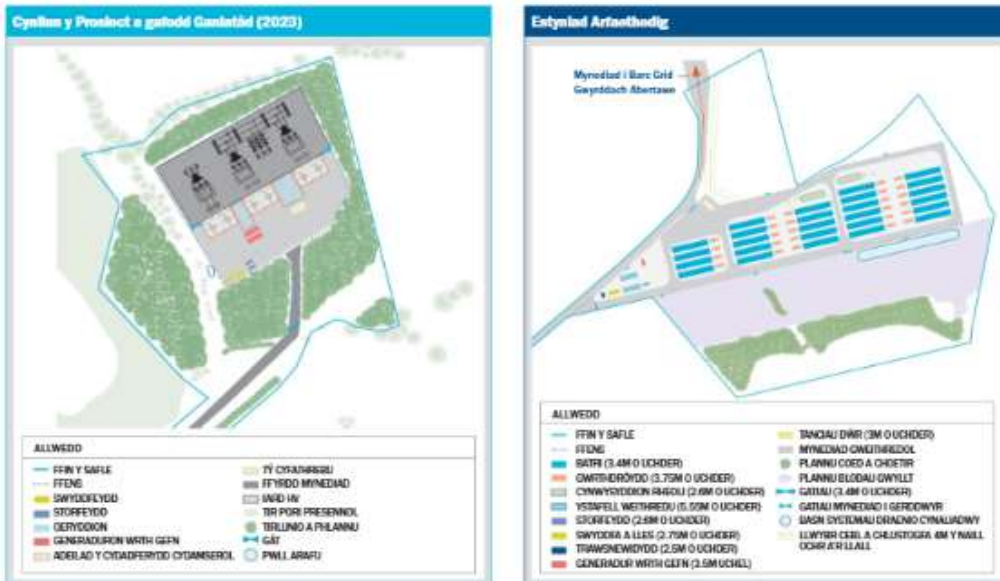 Cynllun y Prosiect a gafodd Ganiatâd (2023)
ALLWEDD
FFIN Y SAFLE
FFENS
SWYDDFEYDD
STORFEYDD
OERYDDION
GENERADURON WRTH GEFN
ADEILAD Y CYDADFERYDD CYDAMSEROL
TŶ CYFATHREBU
FFYRDD MYNEDIAD
IARD HV
TIR PORI PRESENNOL
TIRLUNIO A PHLANNU
GÂT
PWLL ARAFU
Estyniad Arfaethedig
Mynediad i Barc Grid
Gwyrddach Abertawe
ALLWEDD
FFIN Y SAFLE
FFENS
BATRI (3.4M O UCHDER)
GWRTHDRÖYDD (3.75M O UCHDER)
CYNWYSYDDION RHEOLI (2.6M O UCHDER)
YSTAFELL WEITHREDU (5.55M O UCHDER)
STORFEYDD (2.6M O UCHDER)
SWYDDFA A LLES (2.75M O UCHDER)
TRAWSNEWIDYDD (2.5M O UCHDER)
GENERADUR WRTH GEFN (3.5M UCHEL)
TANCIAU DŴR (3M O UCHDER)
MYNEDIAD GWEITHREDOL
PLANNU COED A CHOETIR
PLANNU BLODAU GWYLLT
GATIAU (3.4M O UCHDER)
GATIAU MYNEDIAD I GERDDWYR
BASN SYSTEMAU DRAENIO CYNALIADWY
LLWYBR CEBL A CHLUSTOGFA 4M Y NAILL
OCHR A'R LLALL